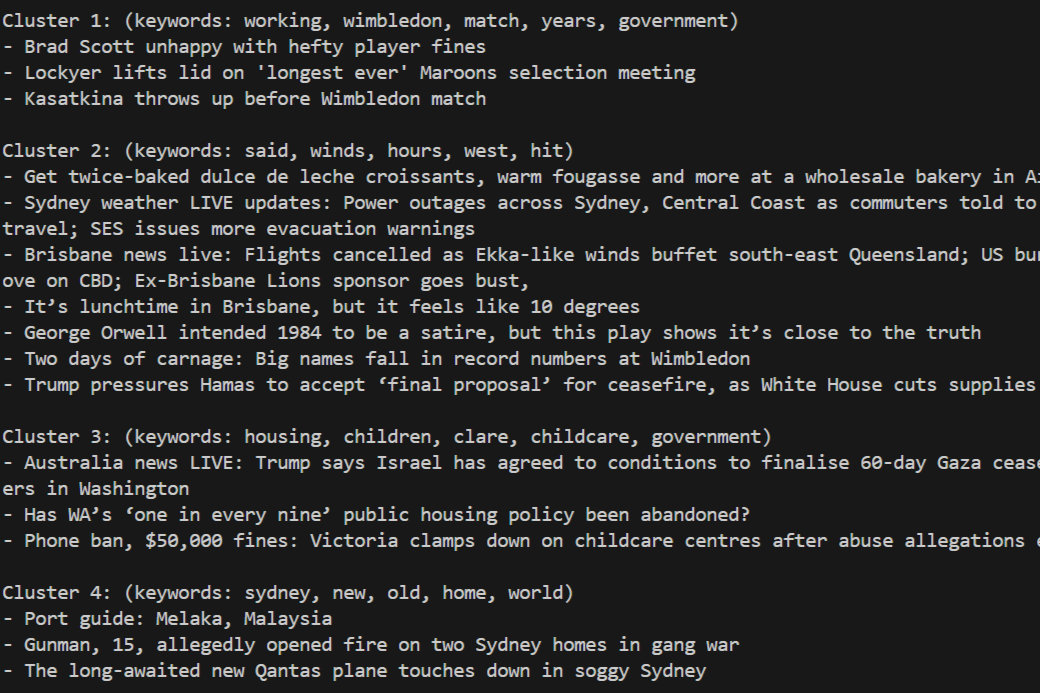 Cluster 1: (keywords: working, wimbledon, match, years, government)
- Brad Scott unhappy with hefty player fines
- Lockyer lifts lid on 'longest ever' Maroons selection meeting
- Kasatkina throws up before Wimbledon match
Cluster 2: (keywords: said, winds, hours, west, hit)
- Get twice-baked dulce de leche croissants, warm fougasse and more at a wholesale bakery in
- Sydney weather LIVE updates: Power outages across Sydney, Central Coast as commuters told to
travel; SES issues more evacuation warnings
- Brisbane news live: Flights cancelled as Ekka-like winds buffet south-east Queensland; US
ove on CBD; Ex-Brisbane Lions sponsor goes bust,
- It’s lunchtime in Brisbane, but it feels like 10 degrees
- George Orwell intended 1984 to be a satire, but this play shows it’s close to the truth
- Two days of carnage: Big names fall in record numbers at Wimbledon
- Trump pressures Hamas to accept ‘final proposal’ for ceasefire, as White House cuts supplies
Cluster 3: (keywords: housing, children, clare, childcare, government)
- Australia news LIVE: Trump says Israel has agreed to conditions to finalise 60-day Gaza
ers in Washington
- Has WA’s ‘one in every nine’ public housing policy been abandoned?
- Phone ban, $50,000 fines: Victoria clamps down on childcare centres after abuse allegations
Cluster 4: (keywords: sydney, new, old, home, world)
- Port guide: Melaka, Malaysia
- Gunman, 15, allegedly opened fire on two Sydney homes in gang war
- The long-awaited new Qantas plane touches down in soggy Sydney